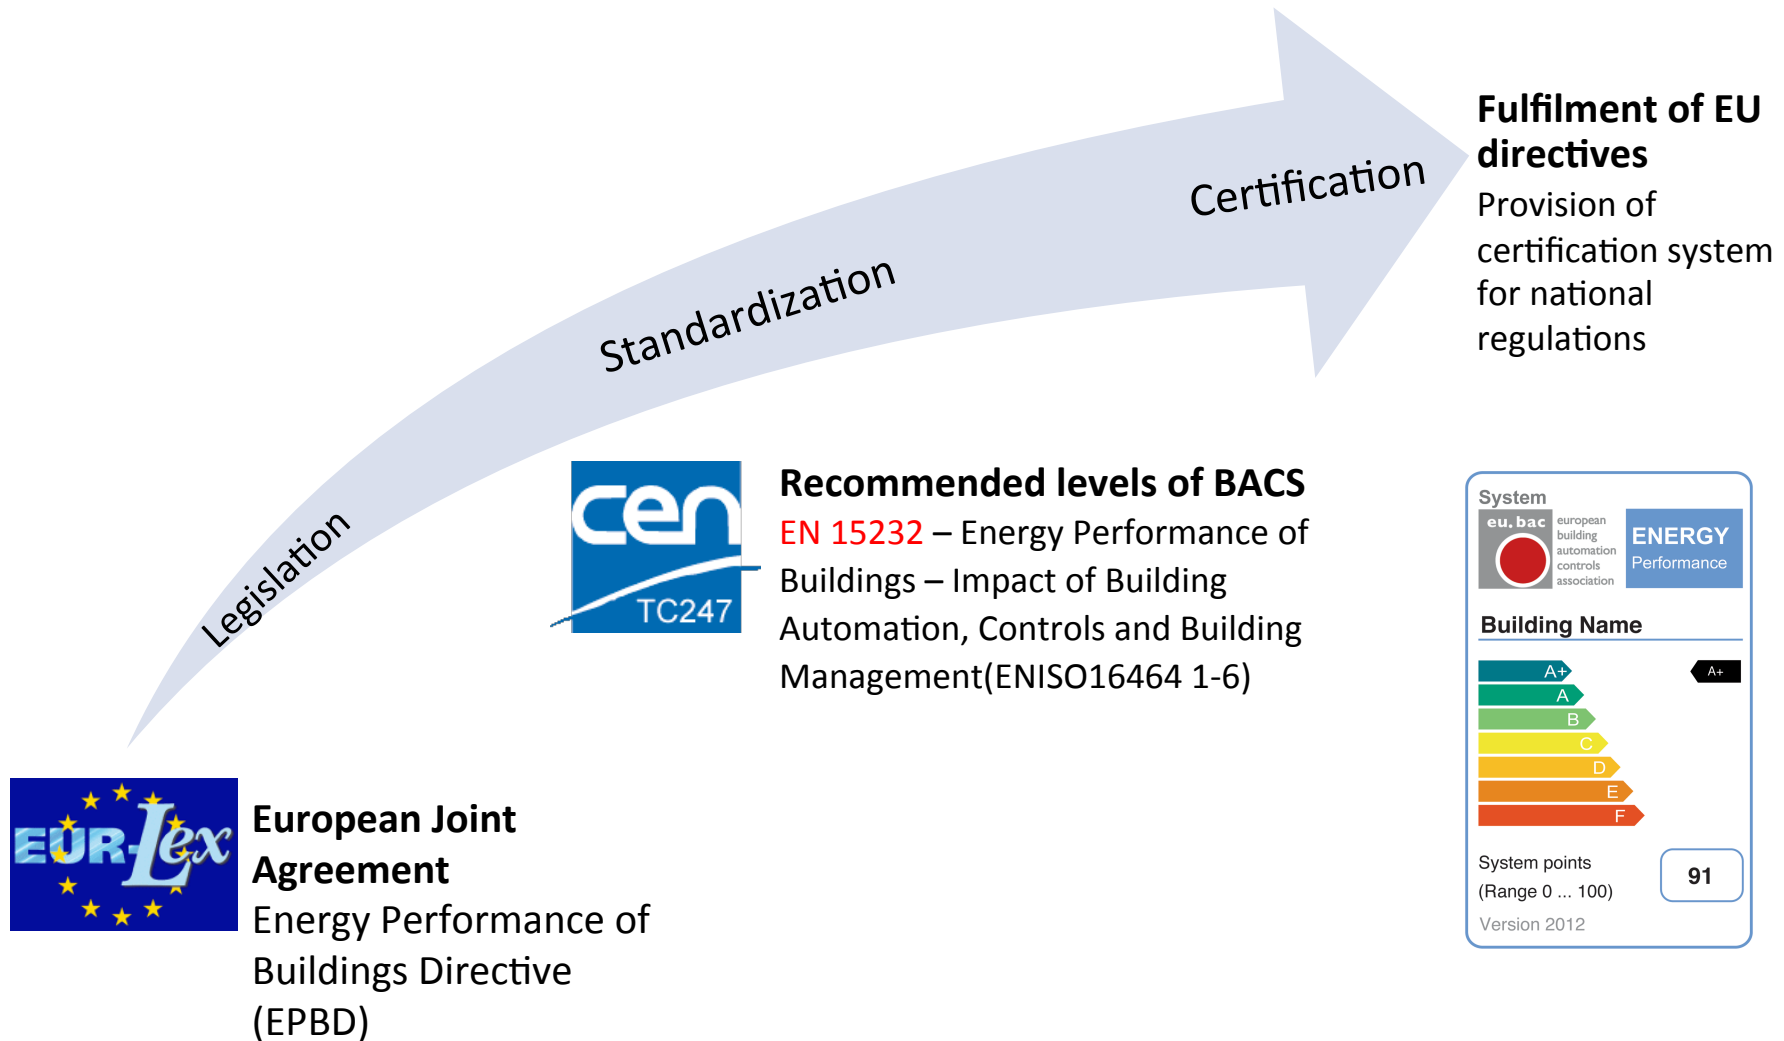 Legislation
Standardization
Certification
Fulfilment of EU
directives
Provision of
certification system
for national
regulations
cen
TC247
Recommended levels of BACS
EN 15232 – Energy Performance of
Buildings – Impact of Building
Automation, Controls and Building
Management(ENISO16464 1-6)
EUR-Lex
European Joint
Agreement
Energy Performance of
Buildings Directive
(EPBD)
System
eu.bac
european
building
automation
controls
association
ENERGY
Performance
Building Name
A+
A+
A
B
C
D
E
F
System points
(Range 0 ... 100)
91
Version 2012